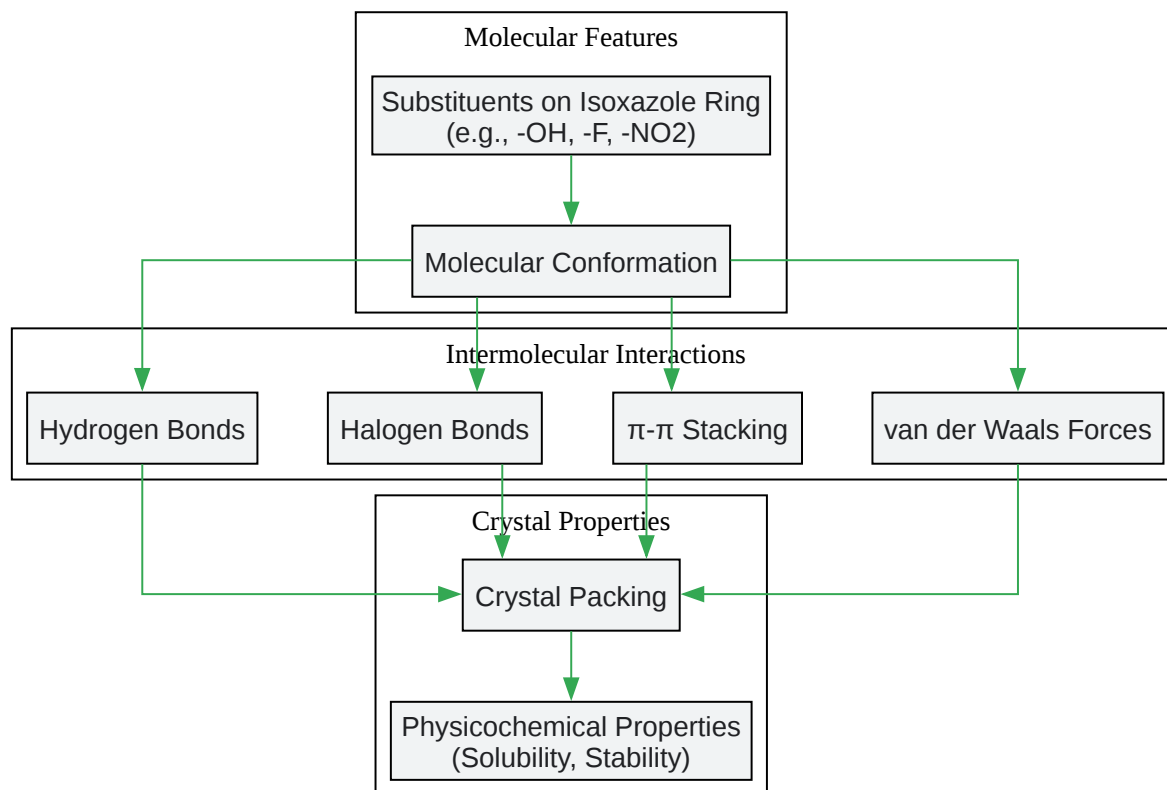 Molecular Features
Substituents on Isoxazole Ring
(e.g., -OH, -F, -NO2)
Molecular Conformation
Intermolecular Interactions
Hydrogen Bonds
Halogen Bonds
π-π Stacking
van der Waals Forces
Crystal Properties
Crystal Packing
Physicochemical Properties
(Solubility, Stability)